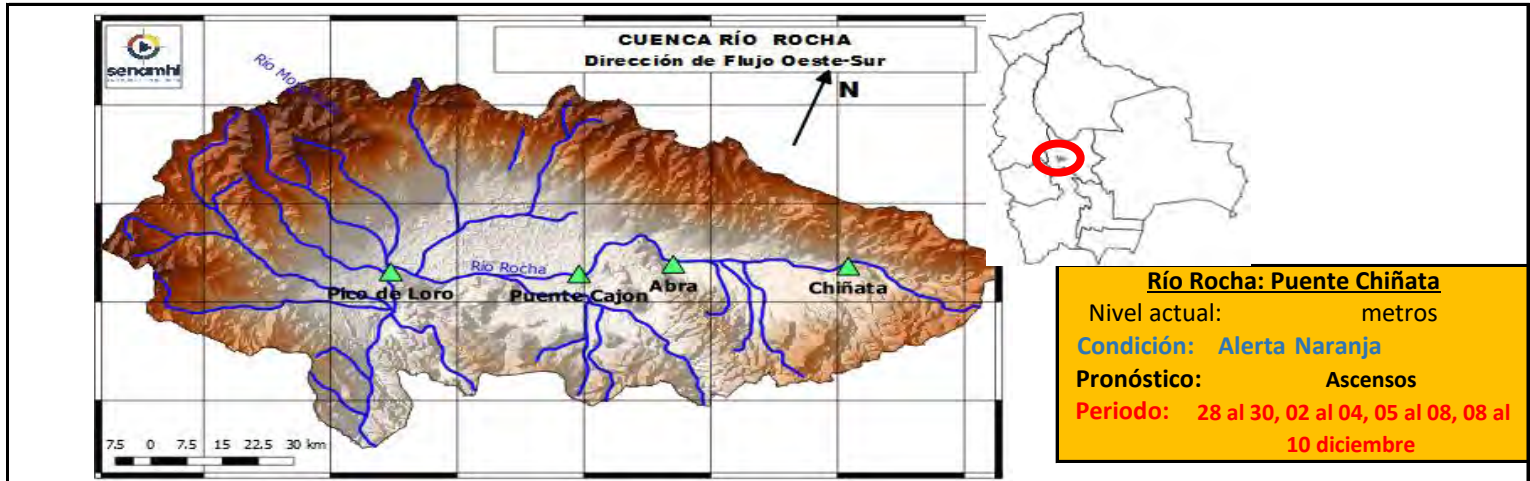 senamhi
CUENCA RÍO ROCHA
Dirección de Flujo Oeste-Sur
N
Río Rocha
Pico de Loro
Puente Cajon
Abra
Chiñata
7.5 0 7.5 15 22.5 30 km
Río Rocha: Puente Chiñata
Nivel actual: metros
Condición: Alerta Naranja
Pronóstico: Ascensos
Periodo: 28 al 30, 02 al 04, 05 al 08, 08 al
10 diciembre